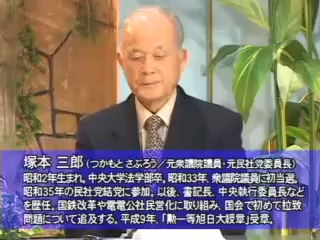 塚本 三郎(つかもと さぶろう/元衆議院議員・元民社党委員長)
昭和2年生まれ。中央大学法学部卒。昭和33年、衆議院議員に初当選。
昭和35年の民社党結党に参加。以後、書記長、中央執行委員長など
を歴任。国鉄改革や電電公社民営化に取り組み、国会で初めて拉致
問題について追及する。平成9年、「勲一等旭日大綬章」受章。